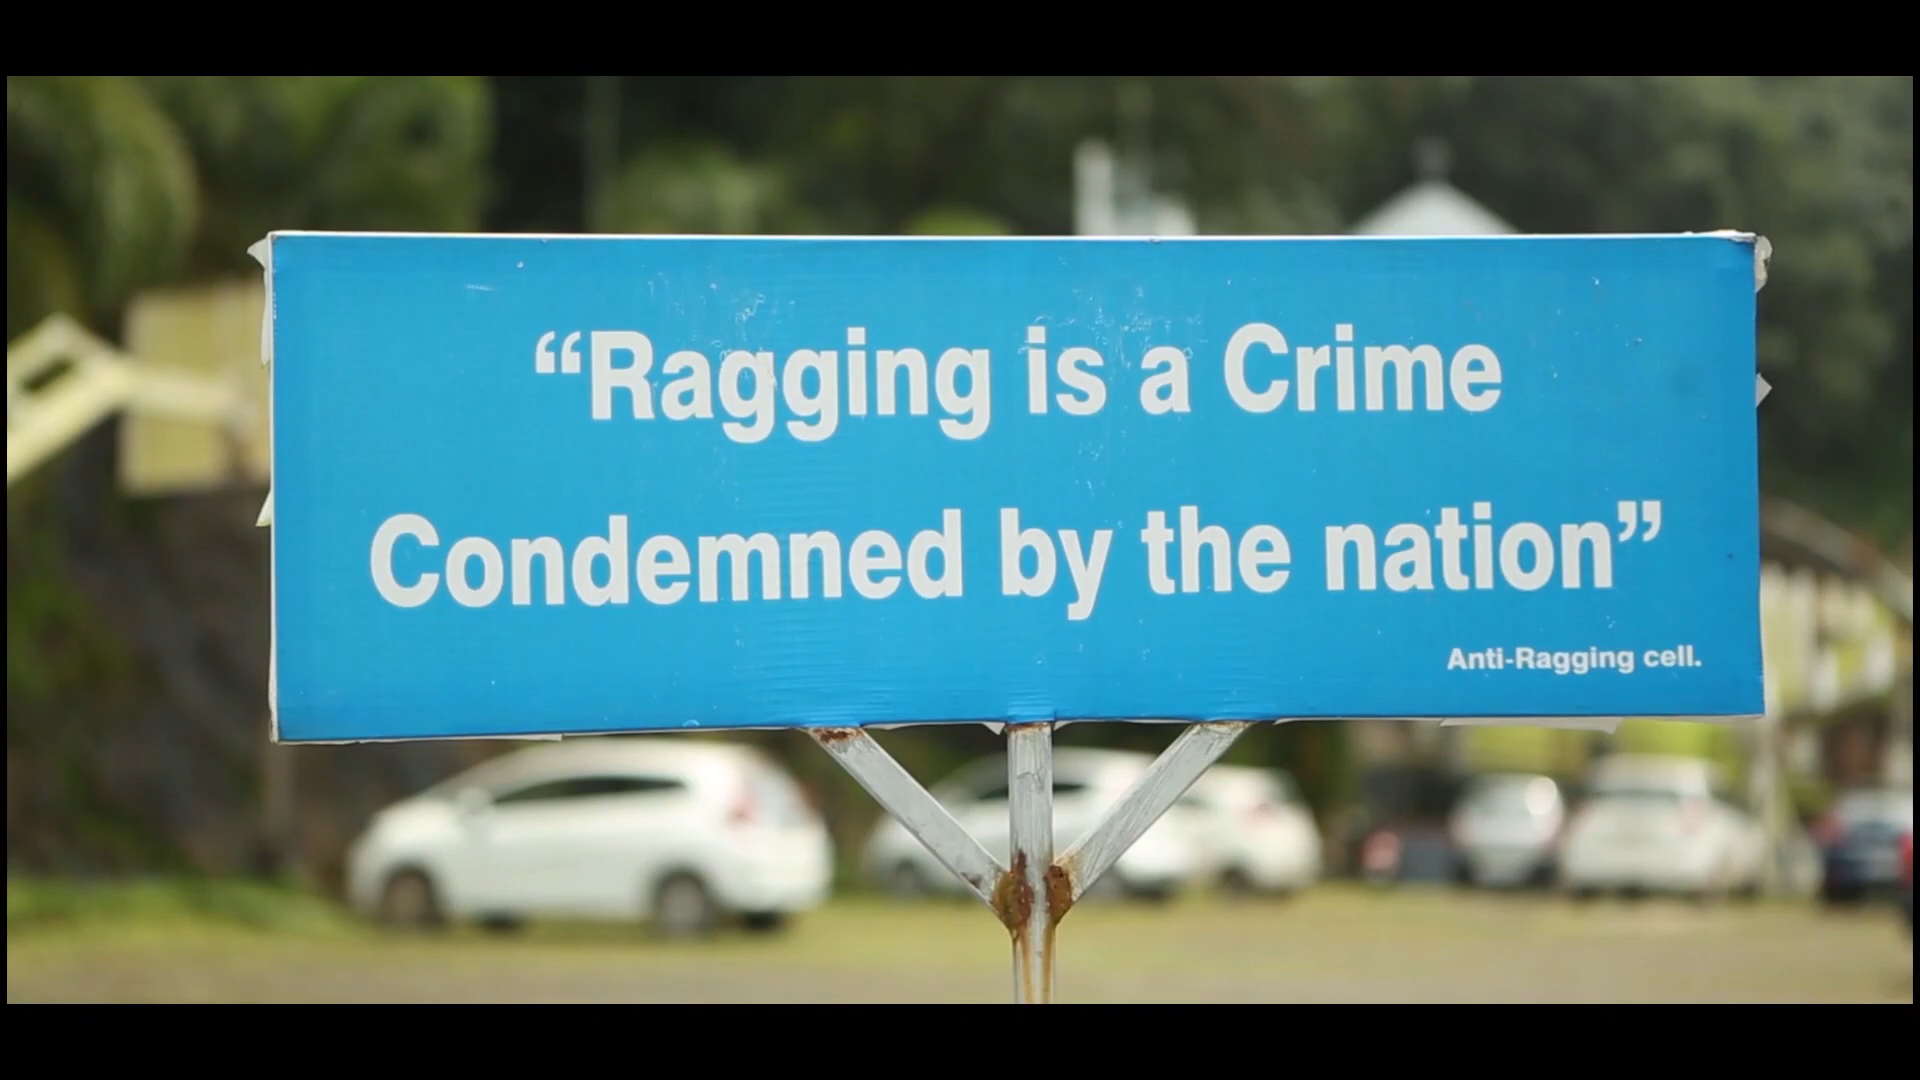 “Ragging is a Crime
Condemned by the nation”
Anti-Ragging cell.